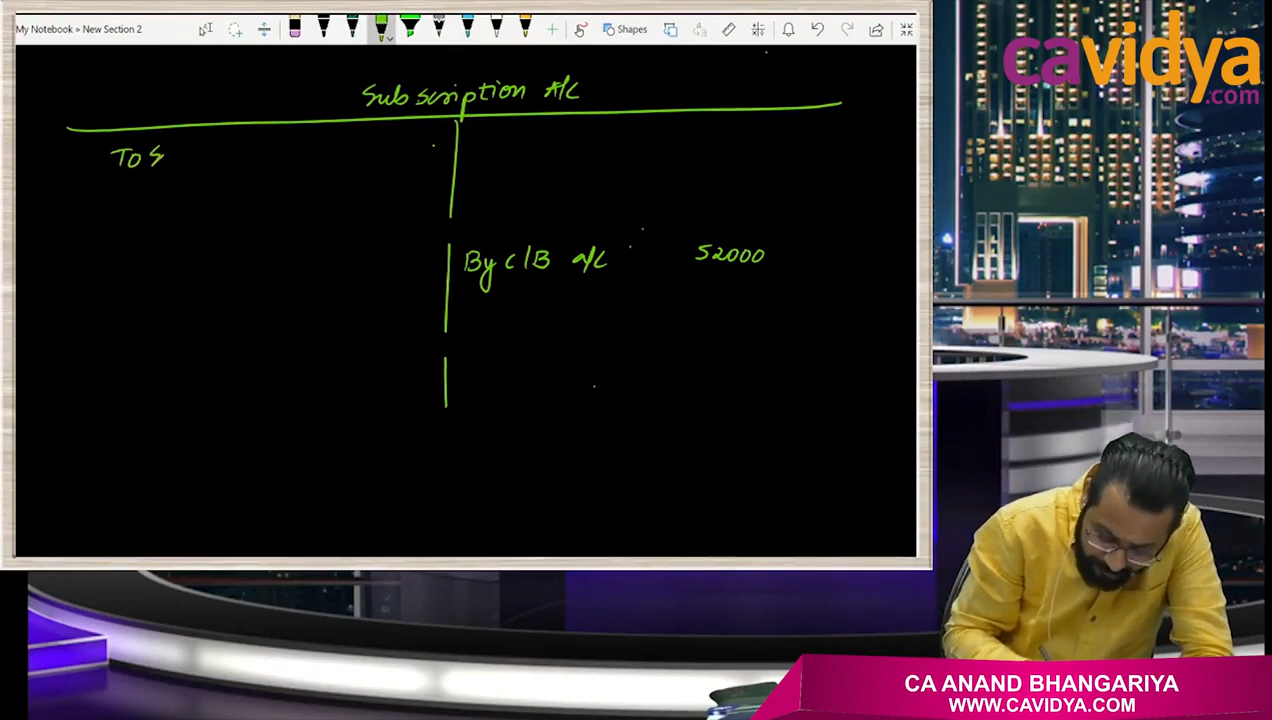 My Notebook > New Section 2
Shapes
cavidya
.com
Subscription A/c
To S
By C/B a/c 52000
CA ANAND BHANGARIYA
WWW.CAVIDYA.COM